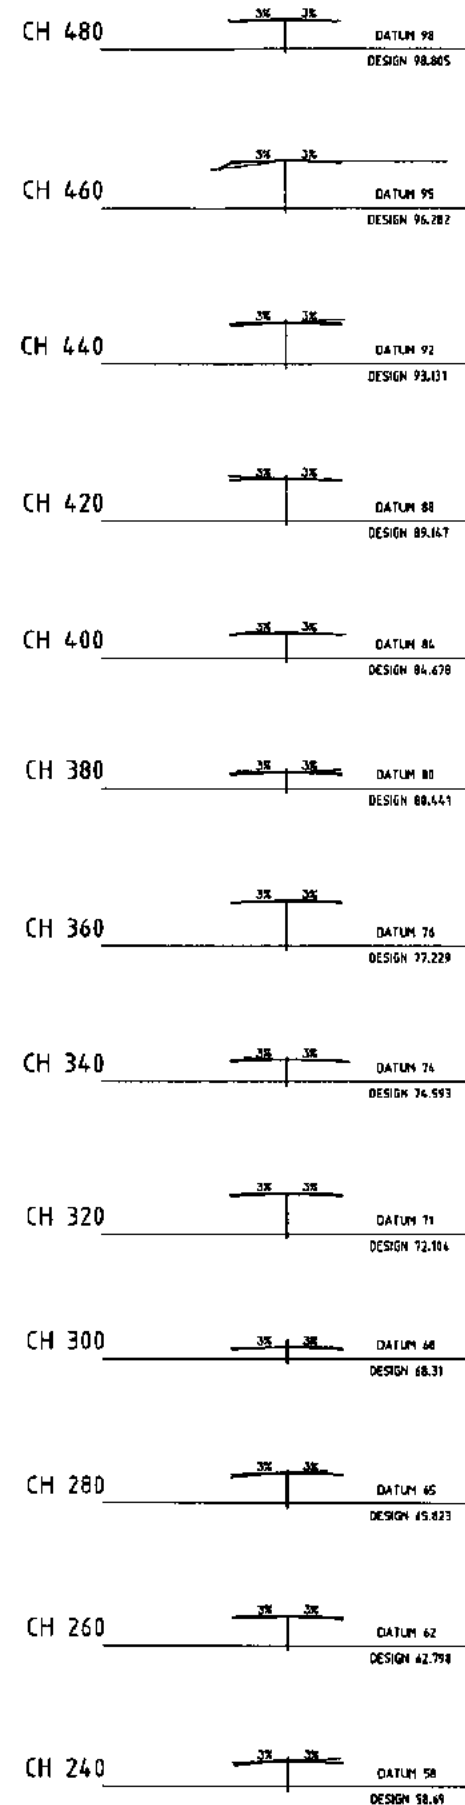 3% 3%
CH 480
DATUM 98
DESIGN 98.805
3% 3%
CH 460
DATUM 95
DESIGN 96.282
3% 3%
CH 440
DATUM 92
DESIGN 93.131
3% 3%
CH 420
DATUM 88
DESIGN 89.147
3% 3%
CH 400
DATUM 84
DESIGN 84.678
3% 3%
CH 380
DATUM 80
DESIGN 80.441
3% 3%
CH 360
DATUM 76
DESIGN 77.229
3% 3%
CH 340
DATUM 74
DESIGN 74.593
3% 3%
CH 320
DATUM 71
DESIGN 72.104
3% 3%
CH 300
DATUM 68
DESIGN 68.31
3% 3%
CH 280
DATUM 65
DESIGN 65.823
3% 3%
CH 260
DATUM 62
DESIGN 62.798
3% 3%
CH 240
DATUM 58
DESIGN 58.69